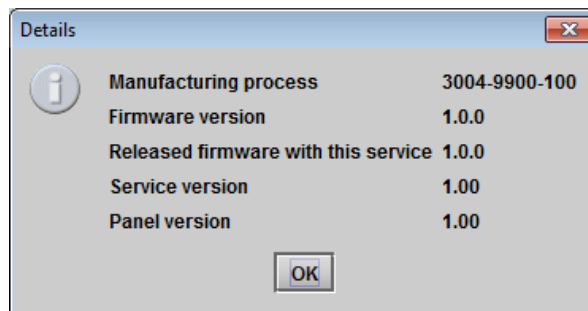 Details
Manufacturing process 3004-9900-100
Firmware version 1.0.0
Released firmware with this service 1.0.0
Service version 1.00
Panel version 1.00
OK